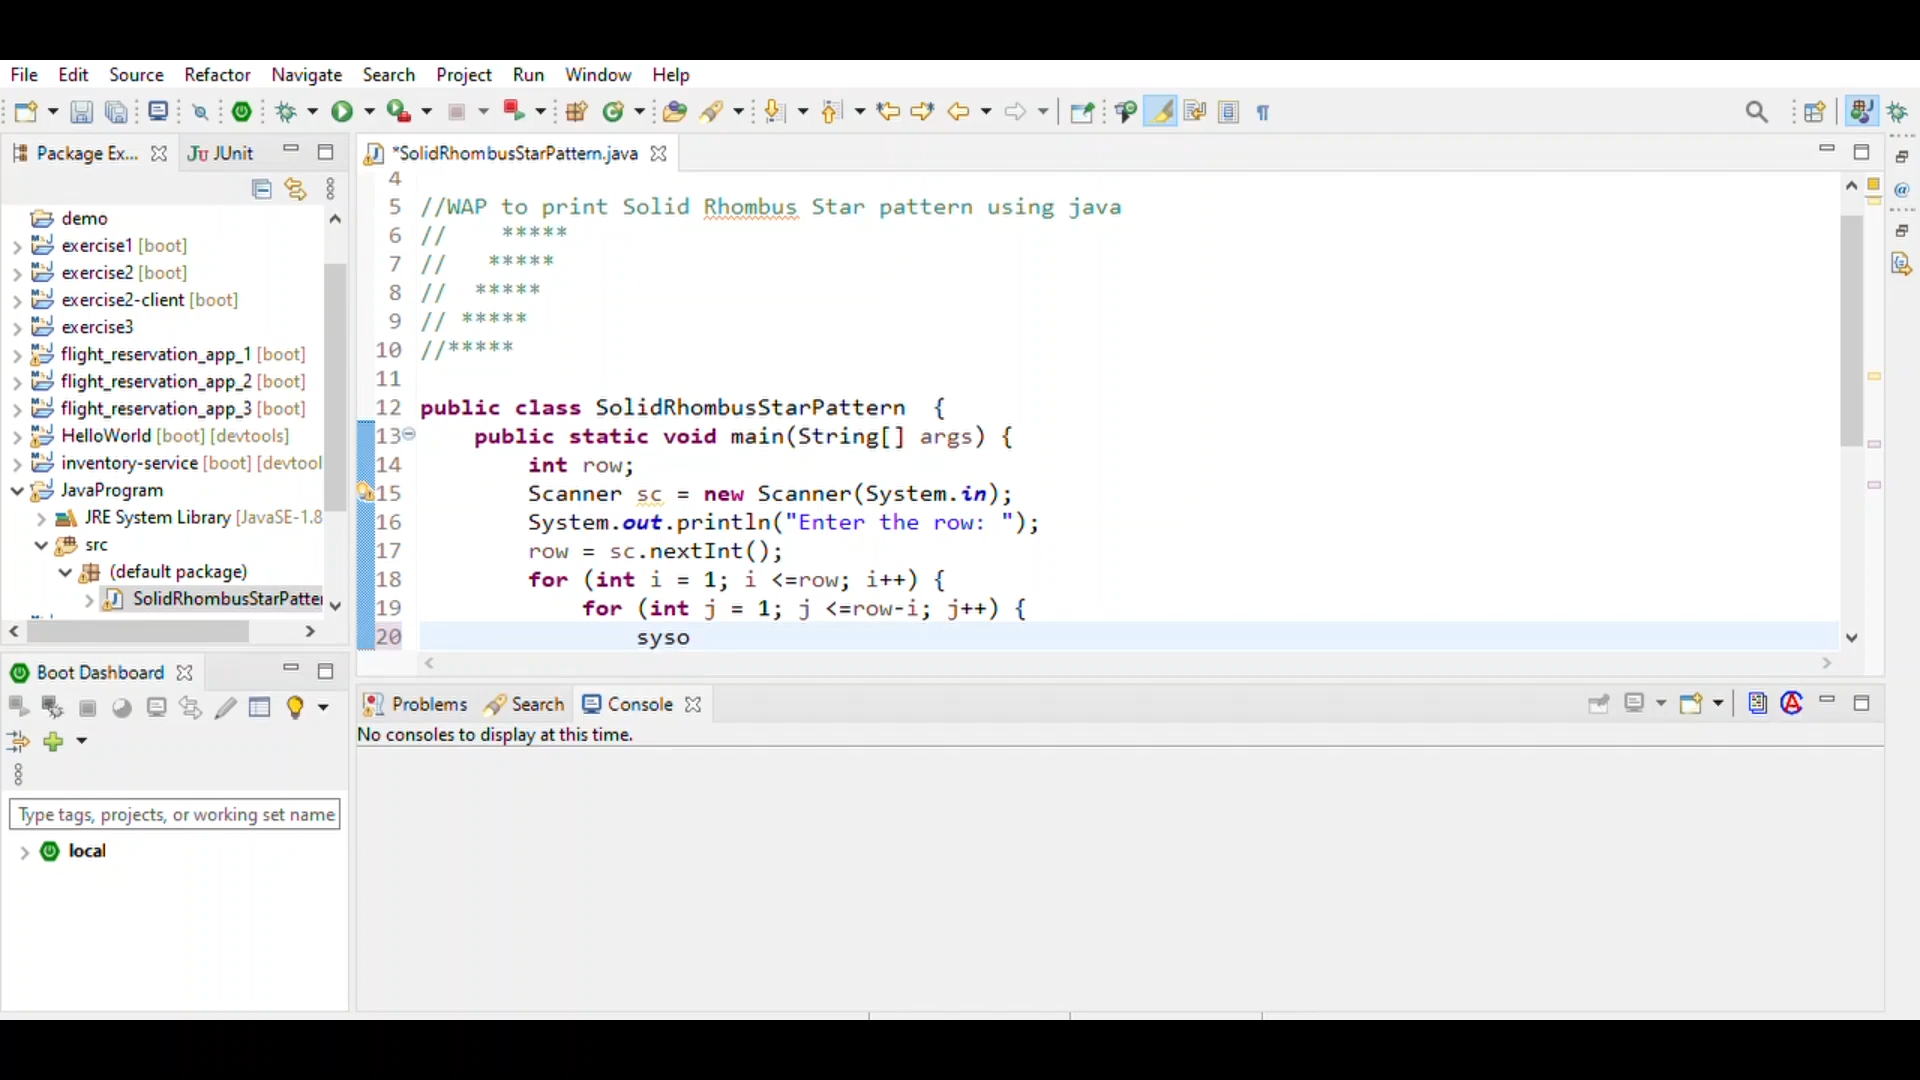 File Edit Source Refactor Navigate Search Project Run Window Help
Package Ex... JUnit
demo
exercise1 [boot]
exercise2 [boot]
exercise2-client [boot]
exercise3
flight_reservation_app_1 [boot]
flight_reservation_app_2 [boot]
flight_reservation_app_3 [boot]
HelloWorld [boot] [devtools]
inventory-service [boot] [devtool
JavaProgram
JRE System Library [JavaSE-1.8
src
(default package)
SolidRhombusStarPatter
*SolidRhombusStarPattern.java
4
5 //WAP to print Solid Rhombus Star pattern using java
6 //    *****
7 //   *****
8 //  *****
9 // *****
10 //*****
11
12 public class SolidRhombusStarPattern  {
13     public static void main(String[] args) {
14         int row;
15         Scanner sc = new Scanner(System.in);
16         System.out.println("Enter the row: ");
17         row = sc.nextInt();
18         for (int i = 1; i <=row; i++) {
19             for (int j = 1; j <=row-i; j++) {
20                 syso
Boot Dashboard
Type tags, projects, or working set name
local
Problems Search Console
No consoles to display at this time.